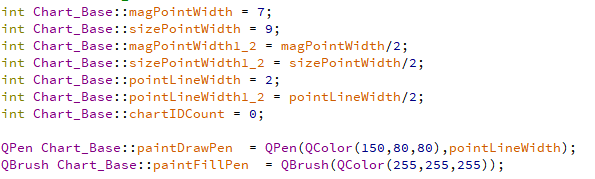 int Chart_Base::magPointWidth = 7;
int Chart_Base::sizePointWidth = 9;
int Chart_Base::magPointWidth1_2 = magPointWidth/2;
int Chart_Base::sizePointWidth1_2 = sizePointWidth/2;
int Chart_Base::pointLineWidth = 2;
int Chart_Base::pointLineWidth1_2 = pointLineWidth/2;
int Chart_Base::chartIDCount = 0;
QPen Chart_Base::paintDrawPen  = QPen(QColor(150,80,80),pointLineWidth);
QBrush Chart_Base::paintFillPen  = QBrush(QColor(255,255,255));